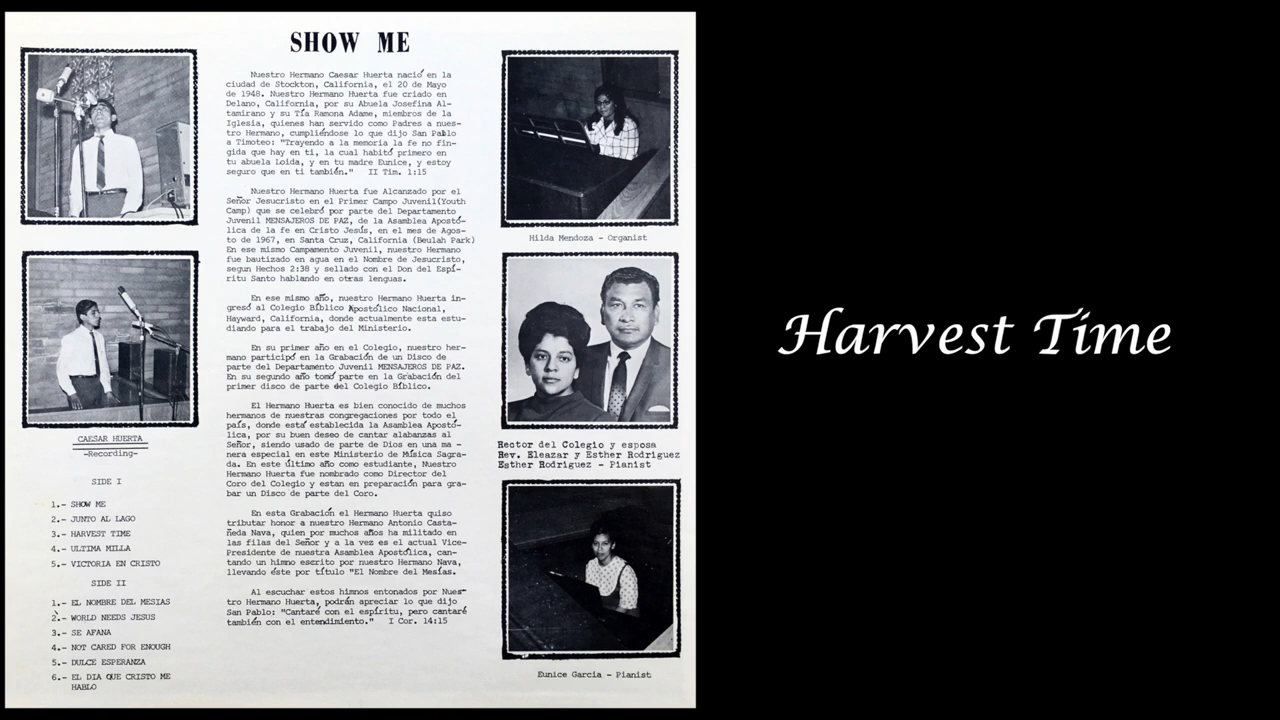 SHOW ME
Nuestro Hermano Caesar Huerta nació en la
ciudad de Stockton, California, el 20 de Mayo
de 1948. Nuestro Hermano Huerta fue criado en
Delano, California, por su Abuela Josefina Al-
tamirano y su Tía Ramona Adame, miembros de la
Iglesia, quienes han servido como Padres a nues-
tro Hermano, cumpliéndose lo que dijo San Pablo
a Timoteo: "Trayendo a la memoria la fe no fin-
gida que hay en ti, la cual habitó primero en
tu abuela Loida, y en tu madre Eunice, y estoy
seguro que en ti también." II Tim. 1:15
Nuestro Hermano Huerta fue Alcanzado por el
Señor Jesucristo en el Primer Campo Juvenil(Youth
Camp) que se celebró por parte del Departamento
Juvenil MENSAJEROS DE PAZ, de la Asamblea Apostó-
lica de la fe en Cristo Jesús, en el mes de Agos-
to de 1967, en Santa Cruz, California (Beulah Park)
En ese mismo Campamento Juvenil, nuestro Hermano
fue bautizado en agua en el Nombre de Jesucristo,
segun Hechos 2:38 y sellado con el Don del Espí-
ritu Santo hablando en otras lenguas.
En ese mismo año, nuestro Hermano Huerta in-
gresó al Colegio Bíblico Apostólico Nacional,
Hayward, California, donde actualmente esta estu-
diando para el trabajo del Ministerio.
En su primer año en el Colegio, nuestro her-
mano participó en la Grabación de un Disco de
parte del Departamento Juvenil MENSAJEROS DE PAZ.
En su segundo año tomó parte en la Grabación del
primer disco de parte del Colegio Bíblico.
El Hermano Huerta es bien conocido de muchos
hermanos de nuestras congregaciones por todo el
país, donde está establecida la Asamblea Apostó-
lica, por su buen deseo de cantar alabanzas al
Señor, siendo usado de parte de Dios en una ma -
nera especial en este Ministerio de Música Sagra-
da. En este último año como estudiante, Nuestro
Hermano Huerta fue nombrado como Director del
Coro del Colegio y estan en preparación para gra-
bar un Disco de parte del Coro.
En esta Grabación el Hermano Huerta quiso
tributar honor a nuestro Hermano Antonio Casta-
ñeda Nava, quien por muchos años ha militado en
las filas del Señor y a la vez es el actual Vice-
Presidente de nuestra Asamblea Apostólica, can-
tando un himno escrito por nuestro Hermano Nava,
llevando éste por título "El Nombre del Mesías.
Al escuchar estos himnos entonados por Nues-
tro Hermano Huerta, podrán apreciar lo que dijo
San Pablo: "Cantaré con el espíritu, pero cantaré
también con el entendimiento." I Cor. 14:15
CAESAR HUERTA
-Recording-
SIDE I
1.- SHOW ME
2.- JUNTO AL LAGO
3.- HARVEST TIME
4.- ULTIMA MILLA
5.- VICTORIA EN CRISTO
SIDE II
1.- EL NOMBRE DEL MESIAS
2.- WORLD NEEDS JESUS
3.- SE AFANA
4.- NOT CARED FOR ENOUGH
5.- DULCE ESPERANZA
6.- EL DIA QUE CRISTO ME
HABLO
Hilda Mendoza - Organist
Rector del Colegio y esposa
Rev. Eleazar y Esther Rodriguez
Esther Rodriguez - Pianist
Eunice Garcia - Pianist
Harvest Time